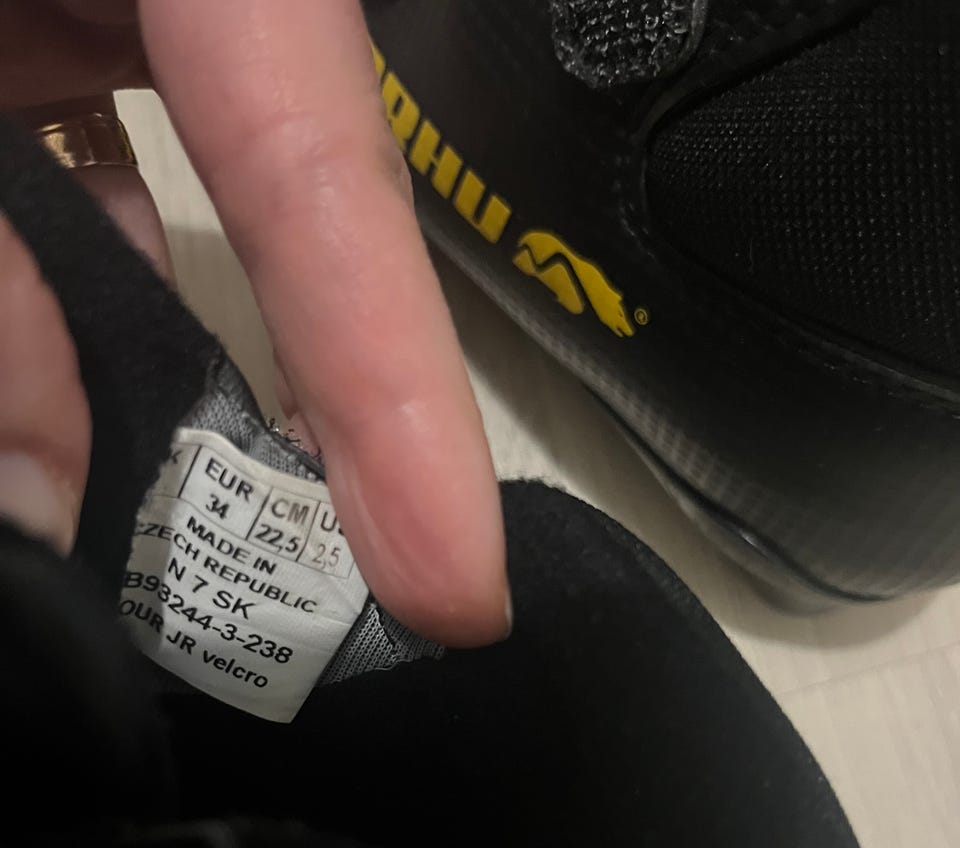 RHU
®
K EUR CM U
34 22,5 2,5
MADE IN
CZECH REPUBLIC
N 7 SK
B93244-3-238
OUR JR velcro